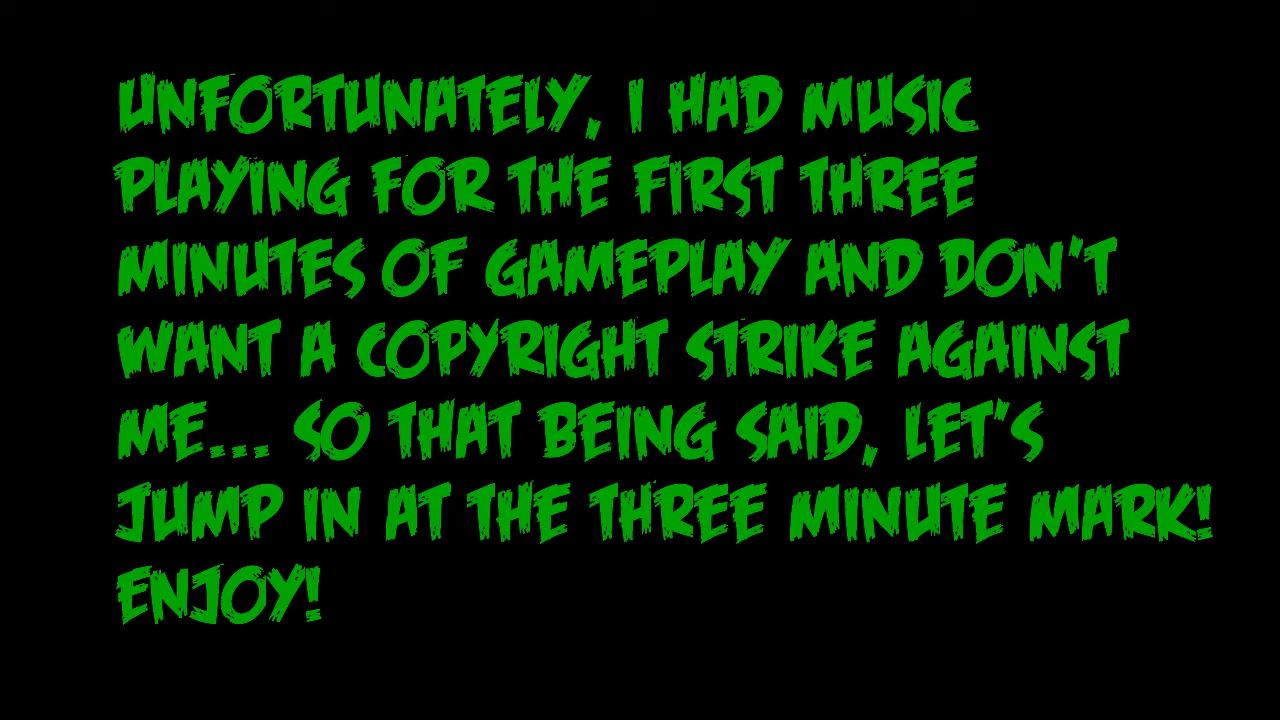 UNFORTUNATELY, I HAD MUSIC
PLAYING FOR THE FIRST THREE
MINUTES OF GAMEPLAY AND DON'T
WANT A COPYRIGHT STRIKE AGAINST
ME... SO THAT BEING SAID, LET'S
JUMP IN AT THE THREE MINUTE MARK!
ENJOY!